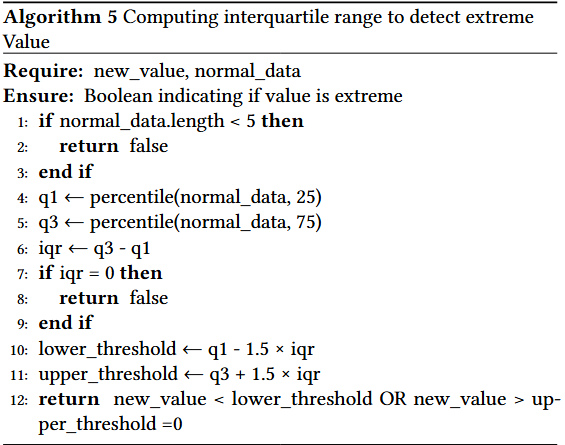 Algorithm 5 Computing interquartile range to detect extreme
Value
Require: new_value, normal_data
Ensure: Boolean indicating if value is extreme
1: if normal_data.length < 5 then
2: return false
3: end if
4: q1 ← percentile(normal_data, 25)
5: q3 ← percentile(normal_data, 75)
6: iqr ← q3 - q1
7: if iqr = 0 then
8: return false
9: end if
10: lower_threshold ← q1 - 1.5 × iqr
11: upper_threshold ← q3 + 1.5 × iqr
12: return new_value < lower_threshold OR new_value > up-
per_threshold =0